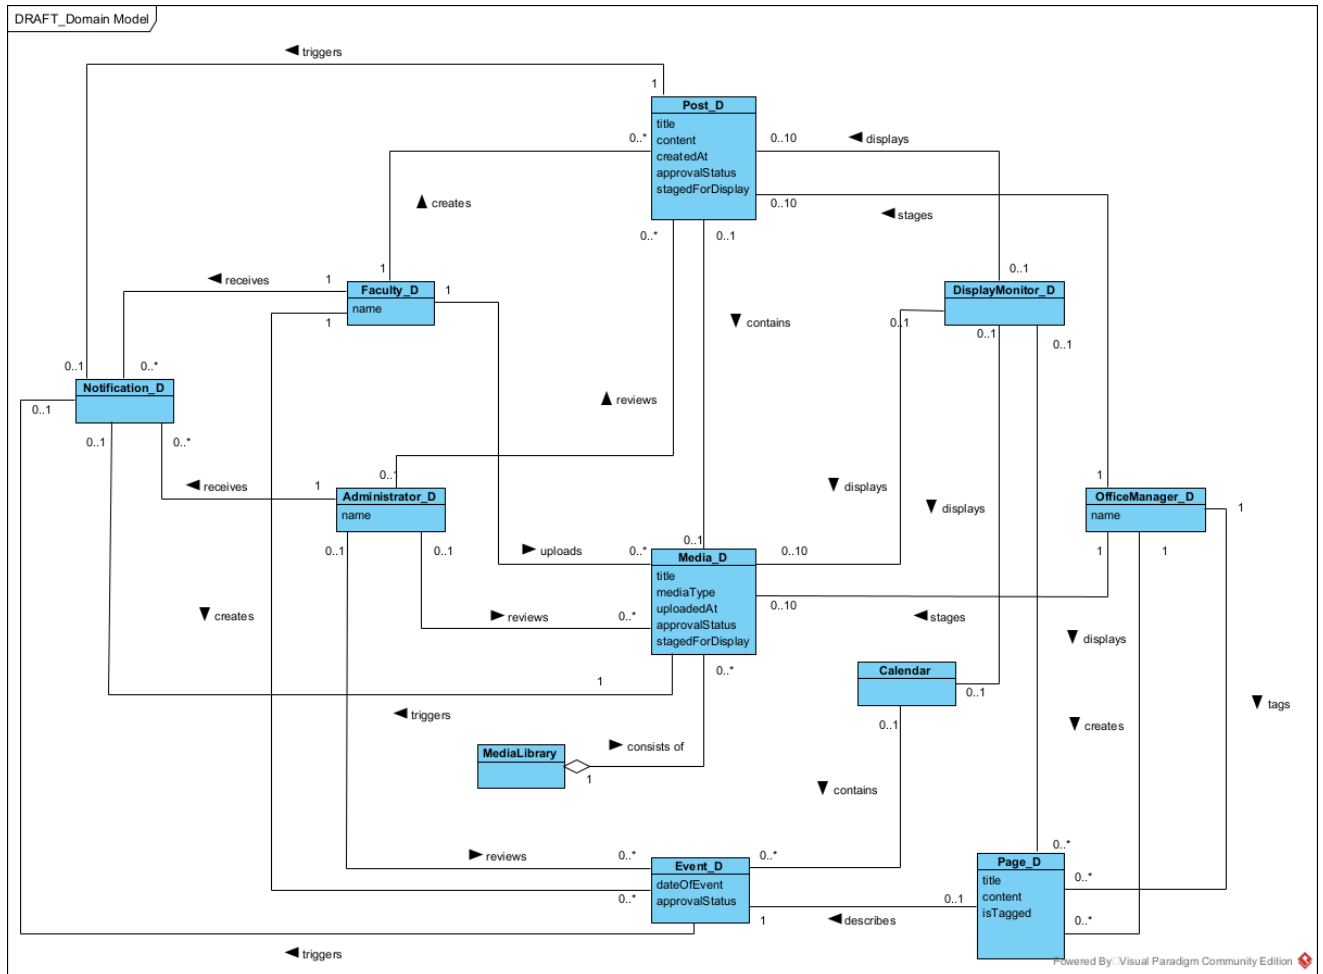 DRAFT_Domain Model
triggers
1
Post_D
title
content
createdAt
approvalStatus
stagedForDisplay
0..*
0..10
displays
0..10
stages
creates
0..*
0..1
1
0..1
receives
1
Faculty_D
name
1
1
DisplayMonitor_D
0..1
0..1
0..1
contains
0..1
0..*
Notification_D
0..1
0..1
0..*
reviews
receives
1
0..1
Administrator_D
name
0..1
0..1
displays
displays
1
OfficeManager_D
name
1
1
1
uploads
0..*
0..1
Media_D
title
mediaType
uploadedAt
approvalStatus
stagedForDisplay
0..10
0..10
stages
creates
reviews
0..*
displays
0..*
1
Calendar
0..1
0..1
tags
triggers
creates
MediaLibrary
consists of
1
contains
reviews
0..*
0..*
Event_D
dateOfEvent
approvalStatus
0..*
1
describes
0..1
0..*
Page_D
title
content
isTagged
0..*
0..*
triggers
Powered By Visual Paradigm Community Edition